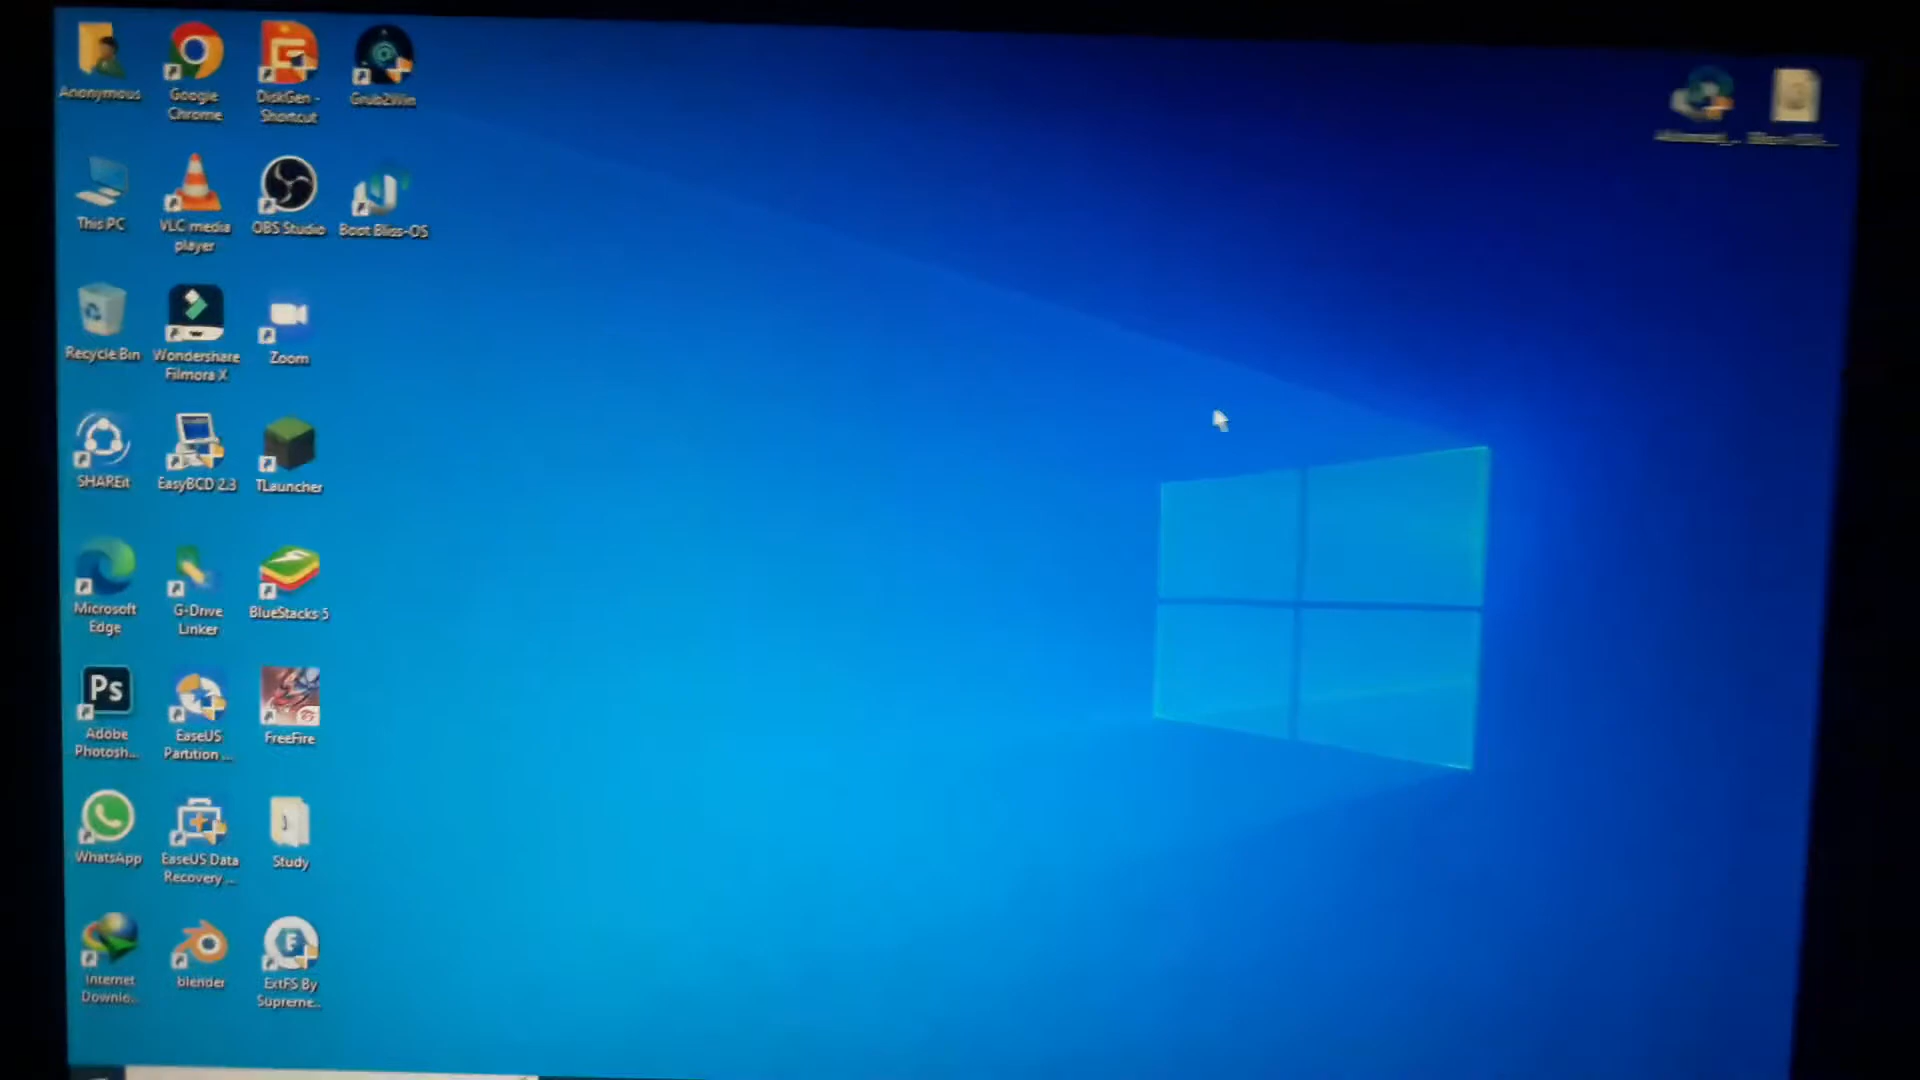 Anonymous
Google
Chrome
DiskGen -
Shortcut
Grub2Win
This PC
VLC media
player
OBS Studio
Boot Bliss-OS
Recycle Bin
Wondershare
Filmora X
Zoom
SHAREit
EasyBCD 2.3
TLauncher
Microsoft
Edge
G-Drive
Linker
BlueStacks 5
Ps
Adobe
Photosh...
EaseUS
Partition ...
FreeFire
WhatsApp
EaseUS Data
Recovery ...
Study
Internet
Downlo...
blender
ExtFS By
Supreme...